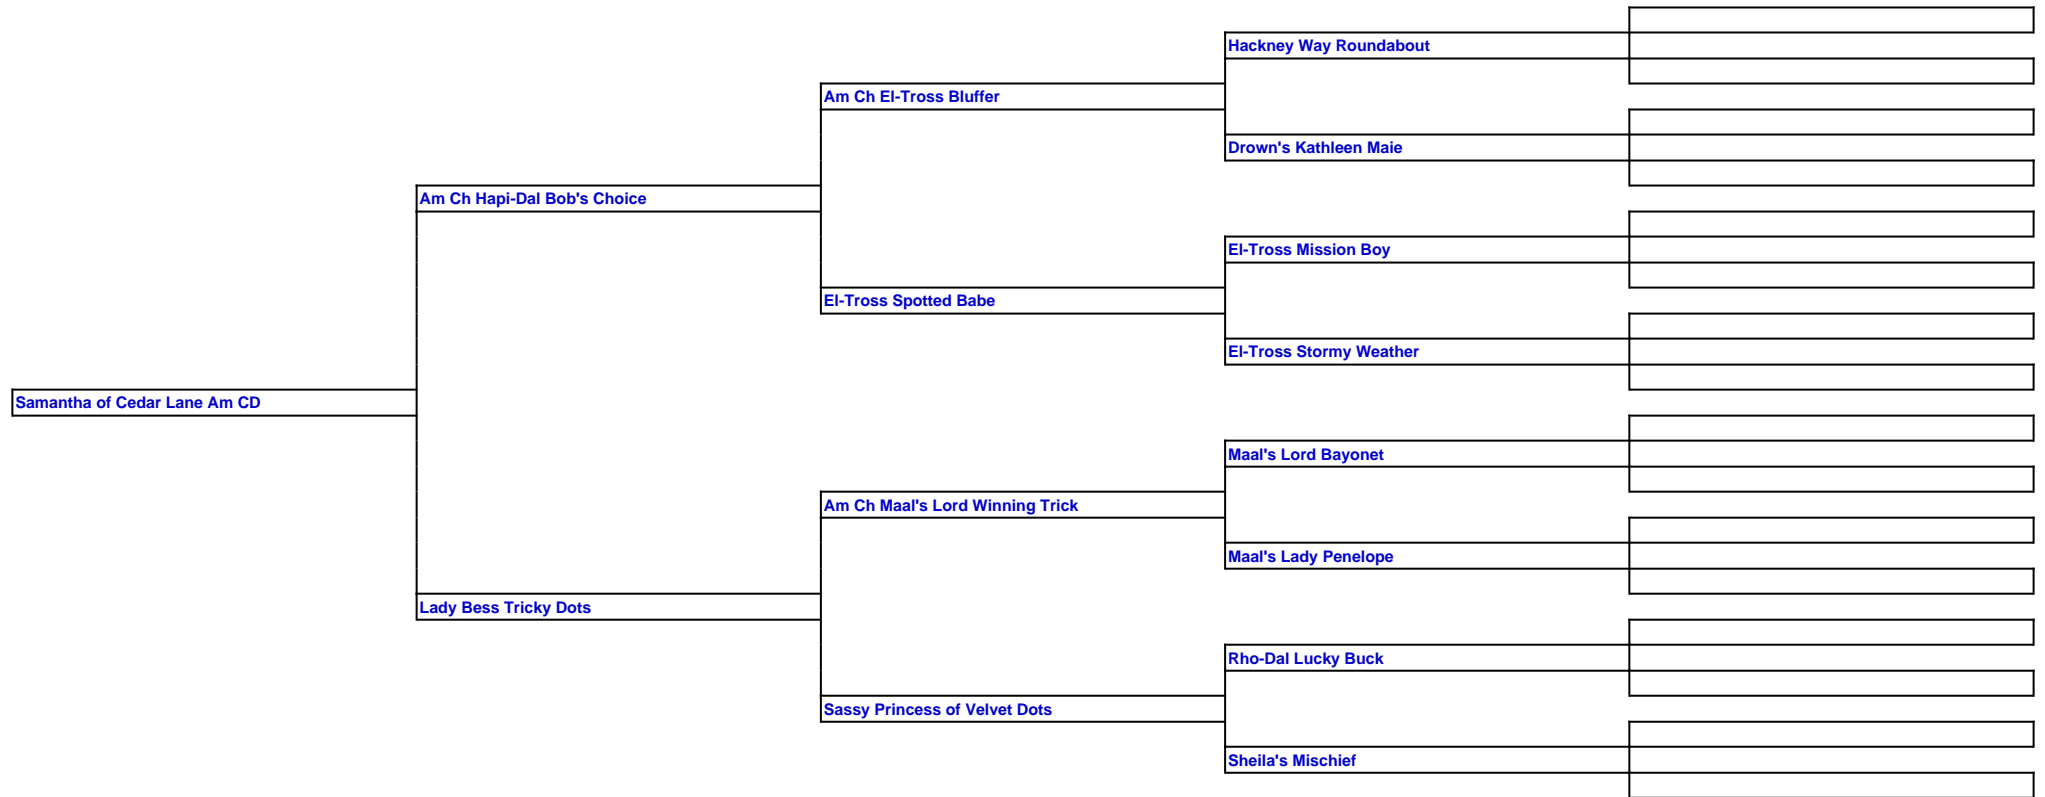 Hackney Way Roundabout
Am Ch El-Tross Bluffer
Drown's Kathleen Maie
Am Ch Hapi-Dal Bob's Choice
El-Tross Mission Boy
El-Tross Spotted Babe
El-Tross Stormy Weather
Samantha of Cedar Lane Am CD
Maal's Lord Bayonet
Am Ch Maal's Lord Winning Trick
Maal's Lady Penelope
Lady Bess Tricky Dots
Rho-Dal Lucky Buck
Sassy Princess of Velvet Dots
Sheila's Mischief